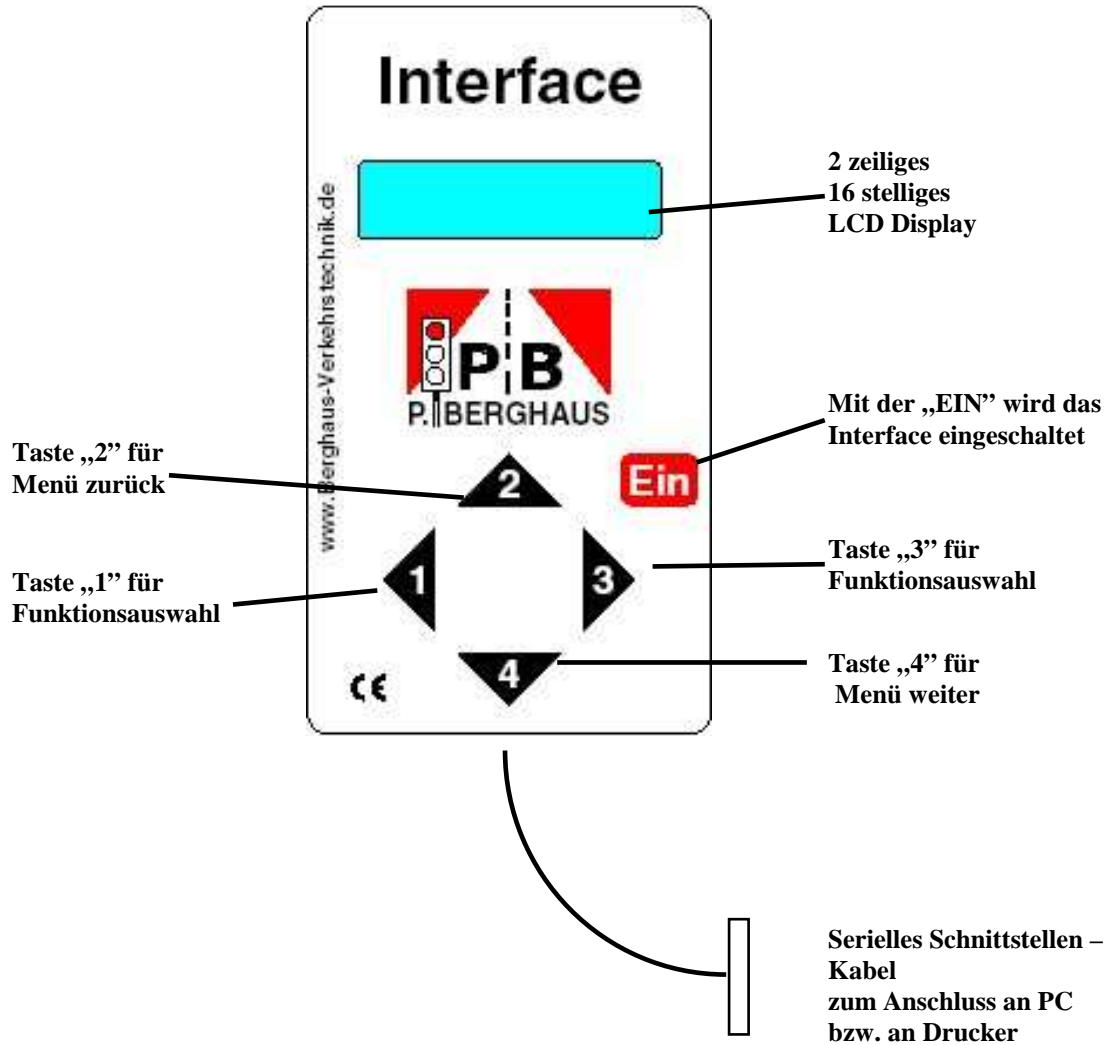 Interface
www.Berghaus-Verkehrstechnik.de
2 zeiliges
16 stelliges
LCD Display
P B
P. BERGHAUS
Mit der „EIN” wird das
Interface eingeschaltet
Ein
Taste „2” für
Menü zurück
2
Taste „1” für
Funktionsauswahl
1
3
Taste „3” für
Funktionsauswahl
4
Taste „4” für
Menü weiter
CE
Serielles Schnittstellen –
Kabel
zum Anschluss an PC
bzw. an Drucker